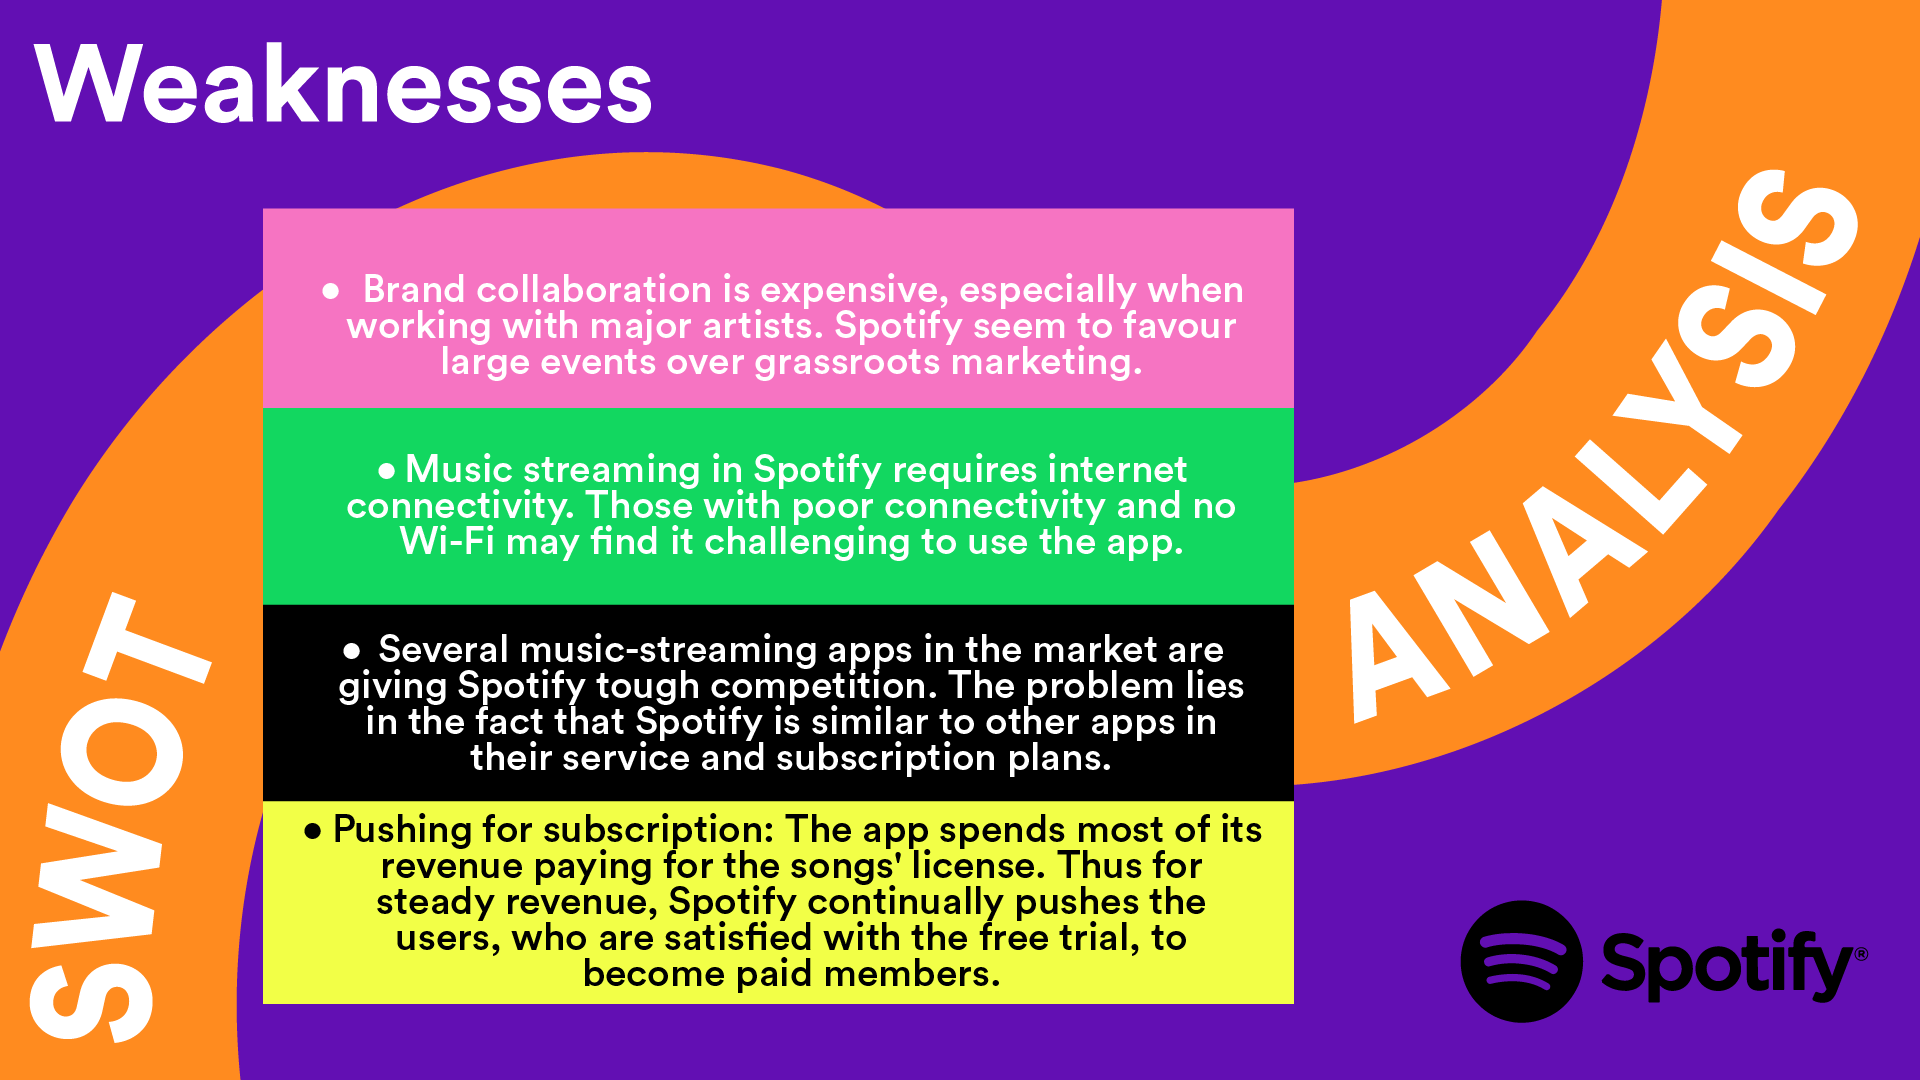 Weaknesses
● Brand collaboration is expensive, especially when
working with major artists. Spotify seem to favour
large events over grassroots marketing.
● Music streaming in Spotify requires internet
connectivity. Those with poor connectivity and no
Wi-Fi may find it challenging to use the app.
● Several music-streaming apps in the market are
giving Spotify tough competition. The problem lies
in the fact that Spotify is similar to other apps in
their service and subscription plans.
● Pushing for subscription: The app spends most of its
revenue paying for the songs' license. Thus for
steady revenue, Spotify continually pushes the
users, who are satisfied with the free trial, to
become paid members.
SWOT
ANALYSIS
Spotify®